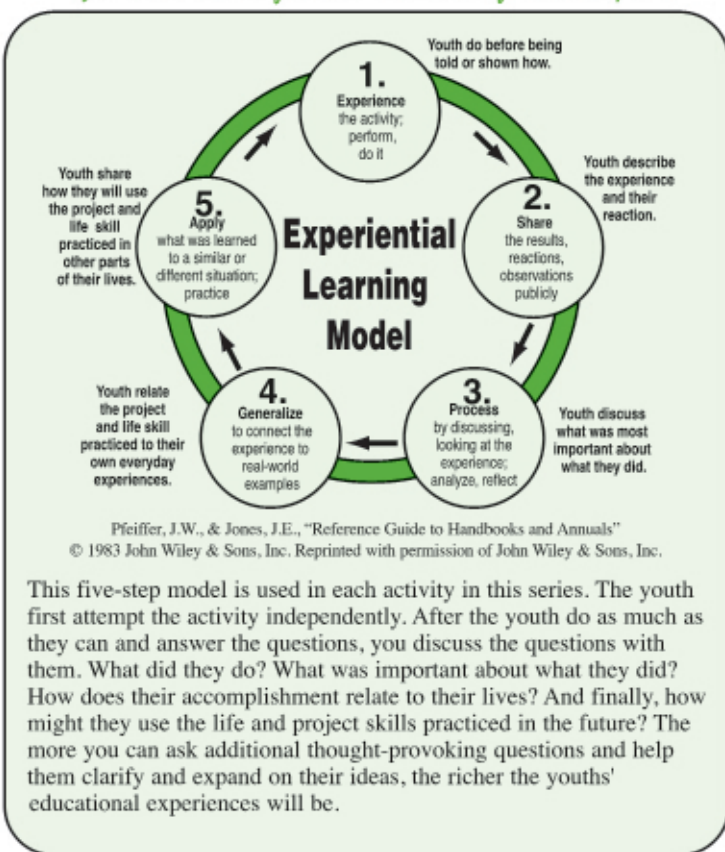 Youth do before being
told or shown how.
1.
Experience
the activity;
perform,
do it
Youth describe
the experience
and their
reaction.
2.
Share
the results,
reactions,
observations
publicly
Youth share
how they will use
the project and
life skill
practiced in
other parts
of their lives.
5.
Apply
what was learned
to a similar or
different situation;
practice
Experiential
Learning
Model
Youth relate
the project
and life skill
practiced to their
own everyday
experiences.
4.
Generalize
to connect the
experience to
real-world
examples
3.
Process
by discussing,
looking at the
experience;
analyze, reflect
Youth discuss
what was most
important about
what they did.
Pfeiffer, J.W., & Jones, J.E., "Reference Guide to Handbooks and Annuals"
© 1983 John Wiley & Sons, Inc. Reprinted with permission of John Wiley & Sons, Inc.
This five-step model is used in each activity in this series. The youth
first attempt the activity independently. After the youth do as much as
they can and answer the questions, you discuss the questions with
them. What did they do? What was important about what they did?
How does their accomplishment relate to their lives? And finally, how
might they use the life and project skills practiced in the future? The
more you can ask additional thought-provoking questions and help
them clarify and expand on their ideas, the richer the youths'
educational experiences will be.